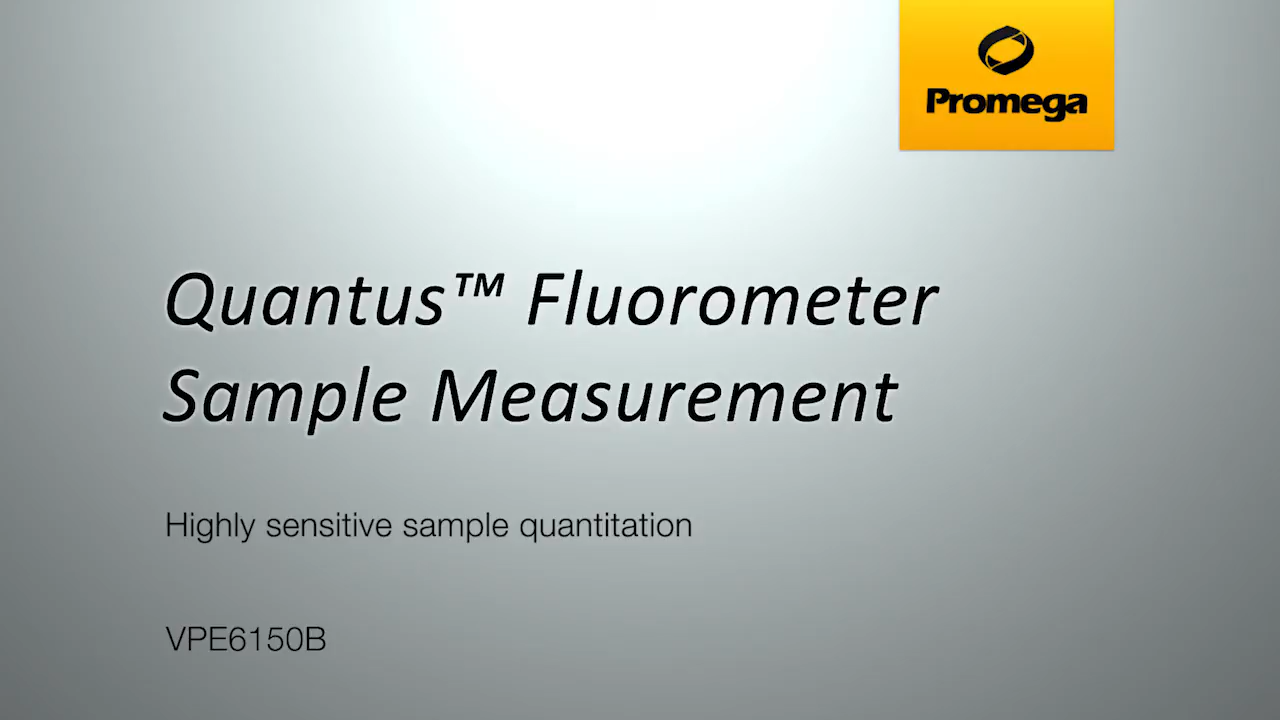 Promega
Quantus™ Fluorometer
Sample Measurement
Highly sensitive sample quantitation
VPE6150B